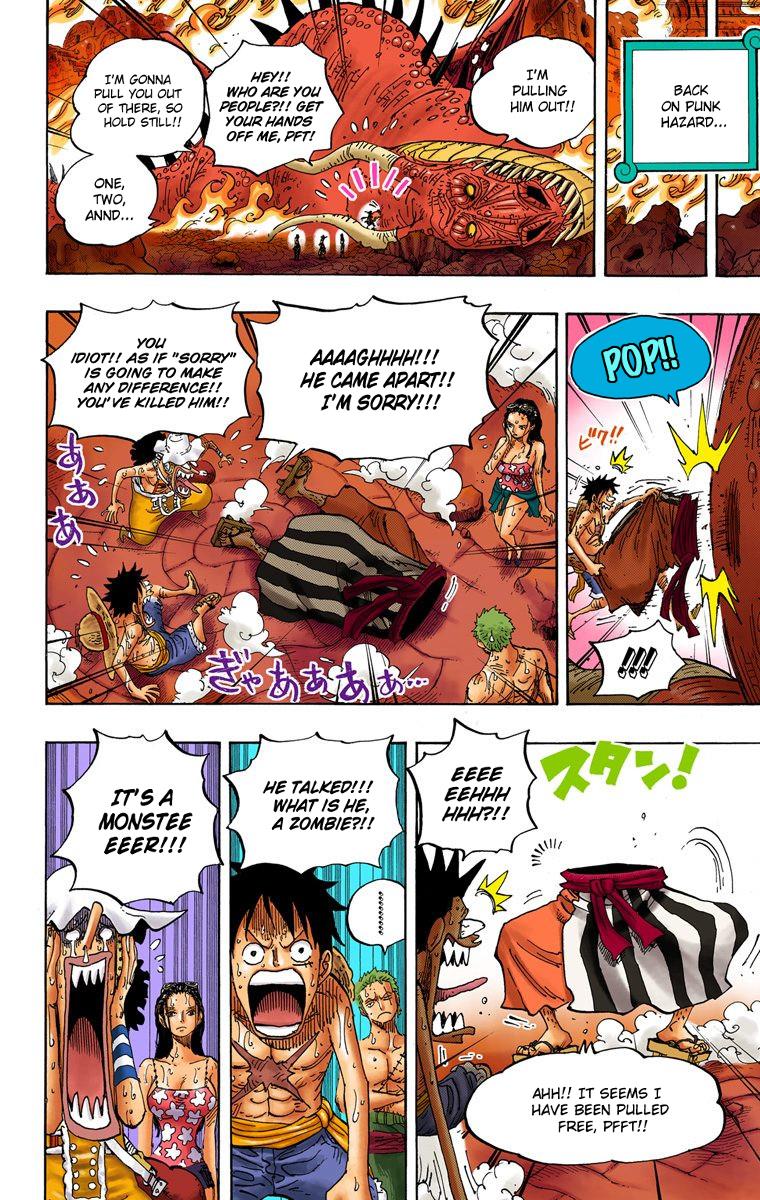 BACK
ON PUNK
HAZARD...
I'M
PULLING
HIM OUT!!
HEY!!
WHO ARE YOU
PEOPLE?!! GET
YOUR HANDS
OFF ME, PFT!
I'M GONNA
PULL YOU OUT
OF THERE, SO
HOLD STILL!!
ONE,
TWO,
ANND...
POP!!
ビク!!
!!!
AAAAGHHHH!!!
HE CAME APART!!
I'M SORRY!!!
YOU
IDIOT!! AS IF "SORRY"
IS GOING TO MAKE
ANY DIFFERENCE!!
YOU'VE KILLED HIM!!
あああ
ぎゃあぁぁぁぁ...
スタン!
EEEE
EEHHH
HHH?!!
AHH!! IT SEEMS I
HAVE BEEN PULLED
FREE, PFFT!!
HE TALKED!!!
WHAT IS HE,
A ZOMBIE?!!
IT'S A
MONSTEE
EEER!!!